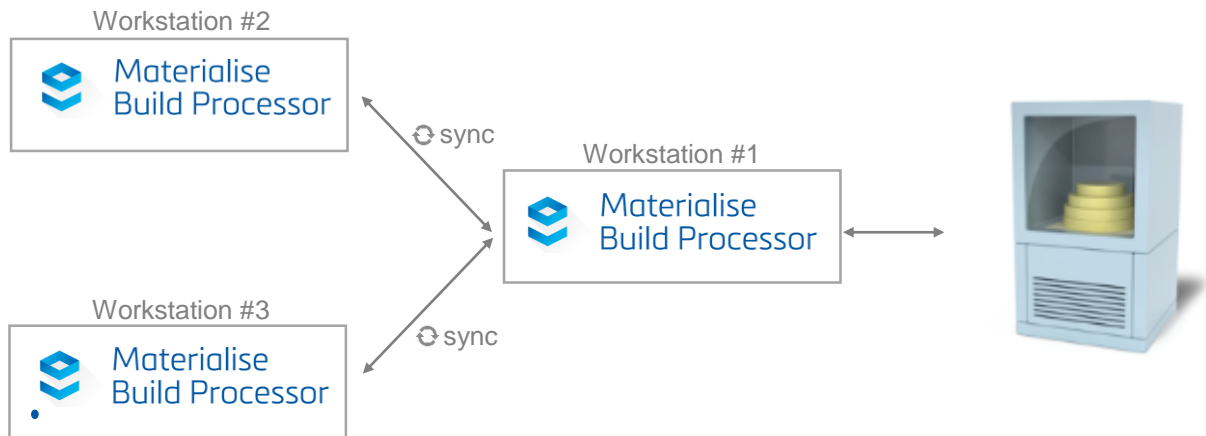 Workstation #2
Materialise
Build Processor
sync
Workstation #1
Materialise
Build Processor
Workstation #3
sync
Materialise
Build Processor